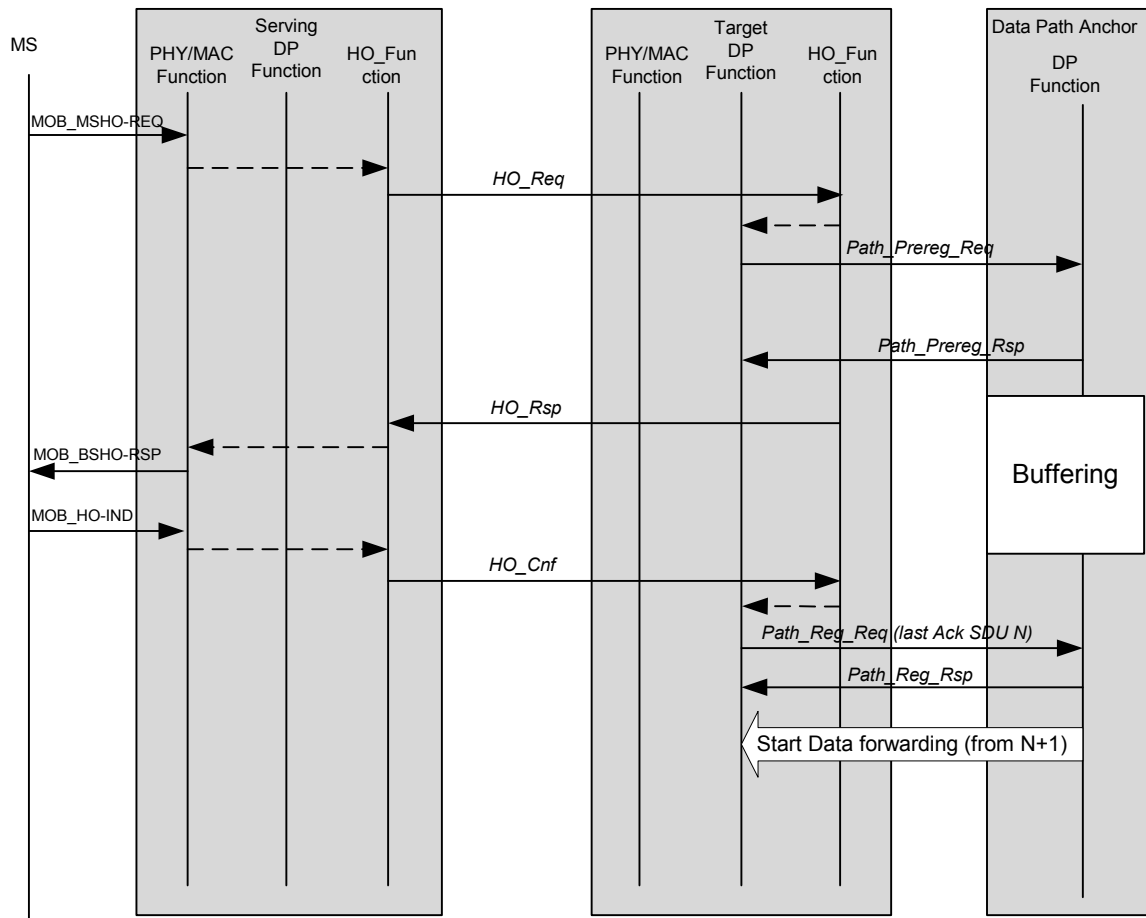 MS
PHY/MAC
Function
Serving
DP
Function
HO_Fun
ction
PHY/MAC
Function
Target
DP
Function
HO_Fun
ction
Data Path Anchor
DP
Function
MOB_MSHO-REQ
HO_Req
Path_Prereg_Req
Path_Prereg_Rsp
HO_Rsp
MOB_BSHO-RSP
Buffering
MOB_HO-IND
HO_Cnf
Path_Reg_Req (last Ack SDU N)
Path_Reg_Rsp
Start Data forwarding (from N+1)